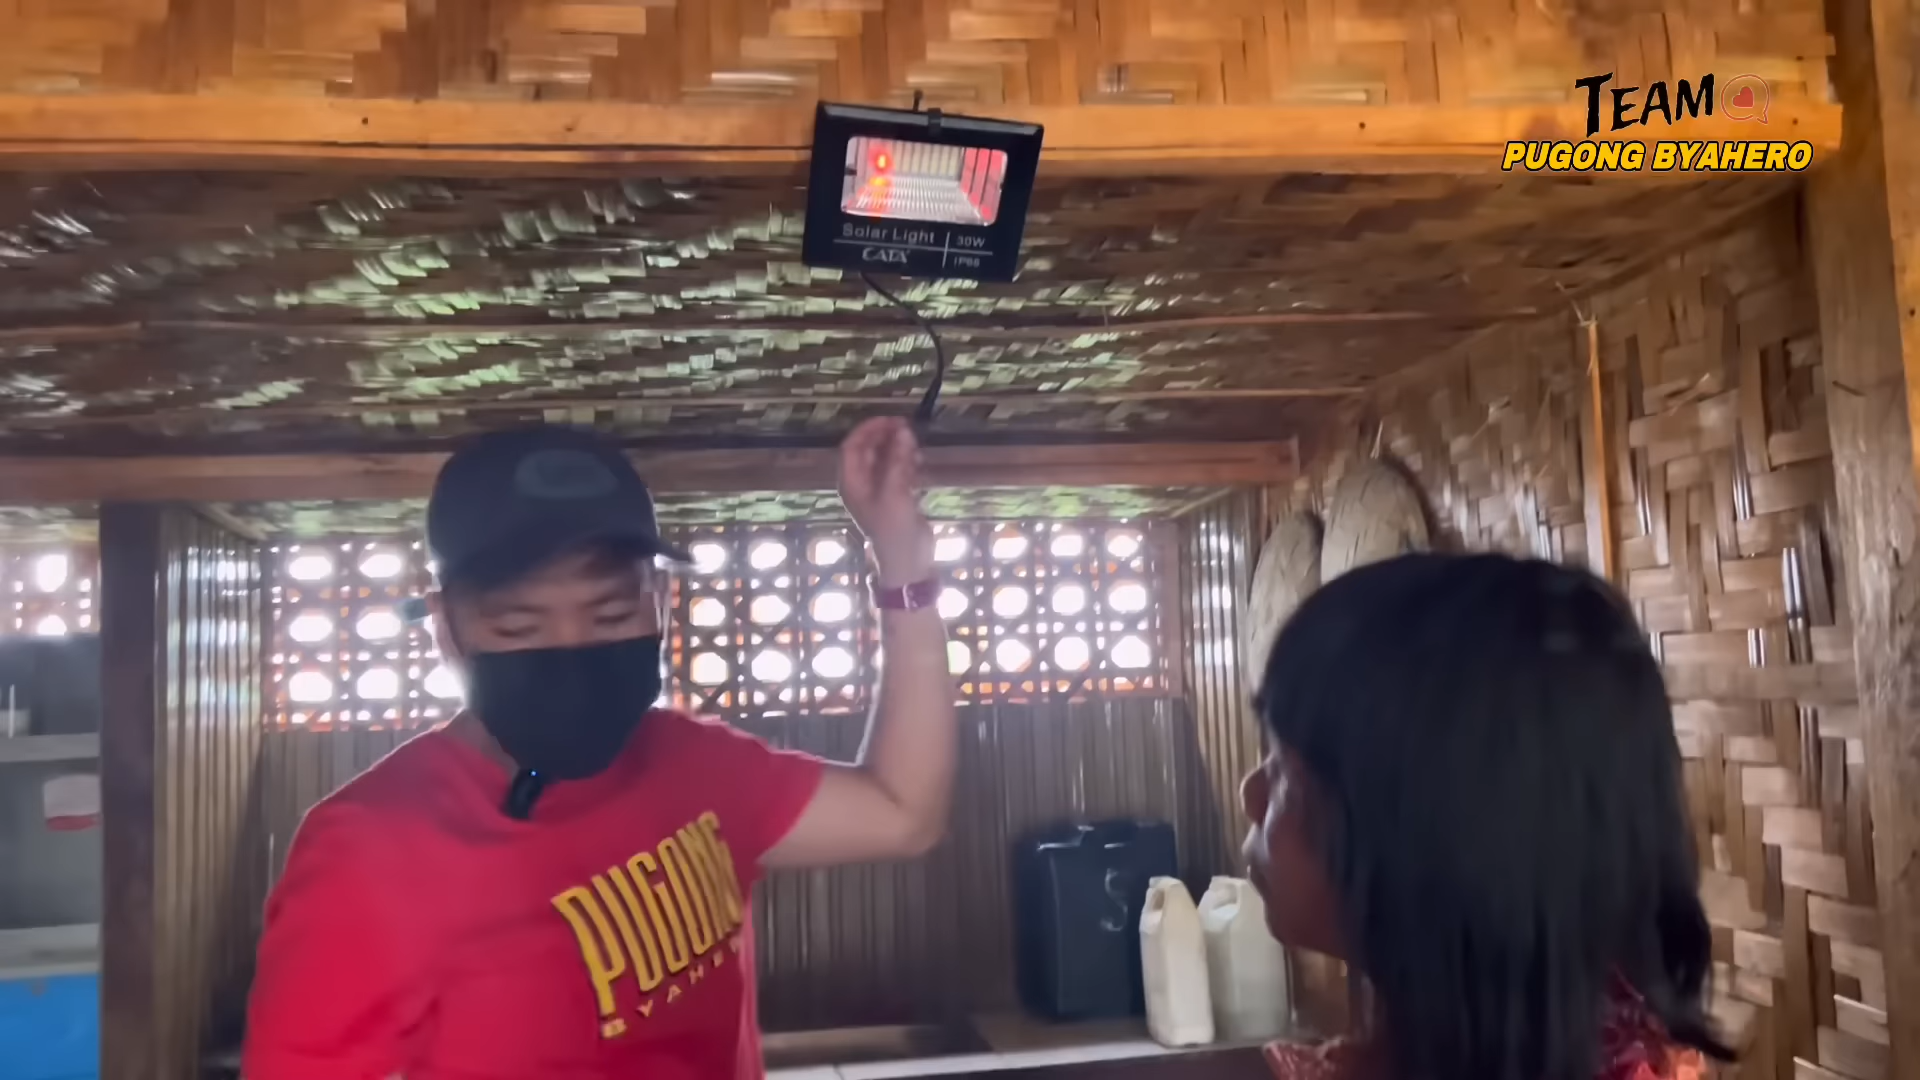 TEAM
PUGONG BYAHERO
Solar Light 30W
CATA IP66
PUGONG
BYAHERO